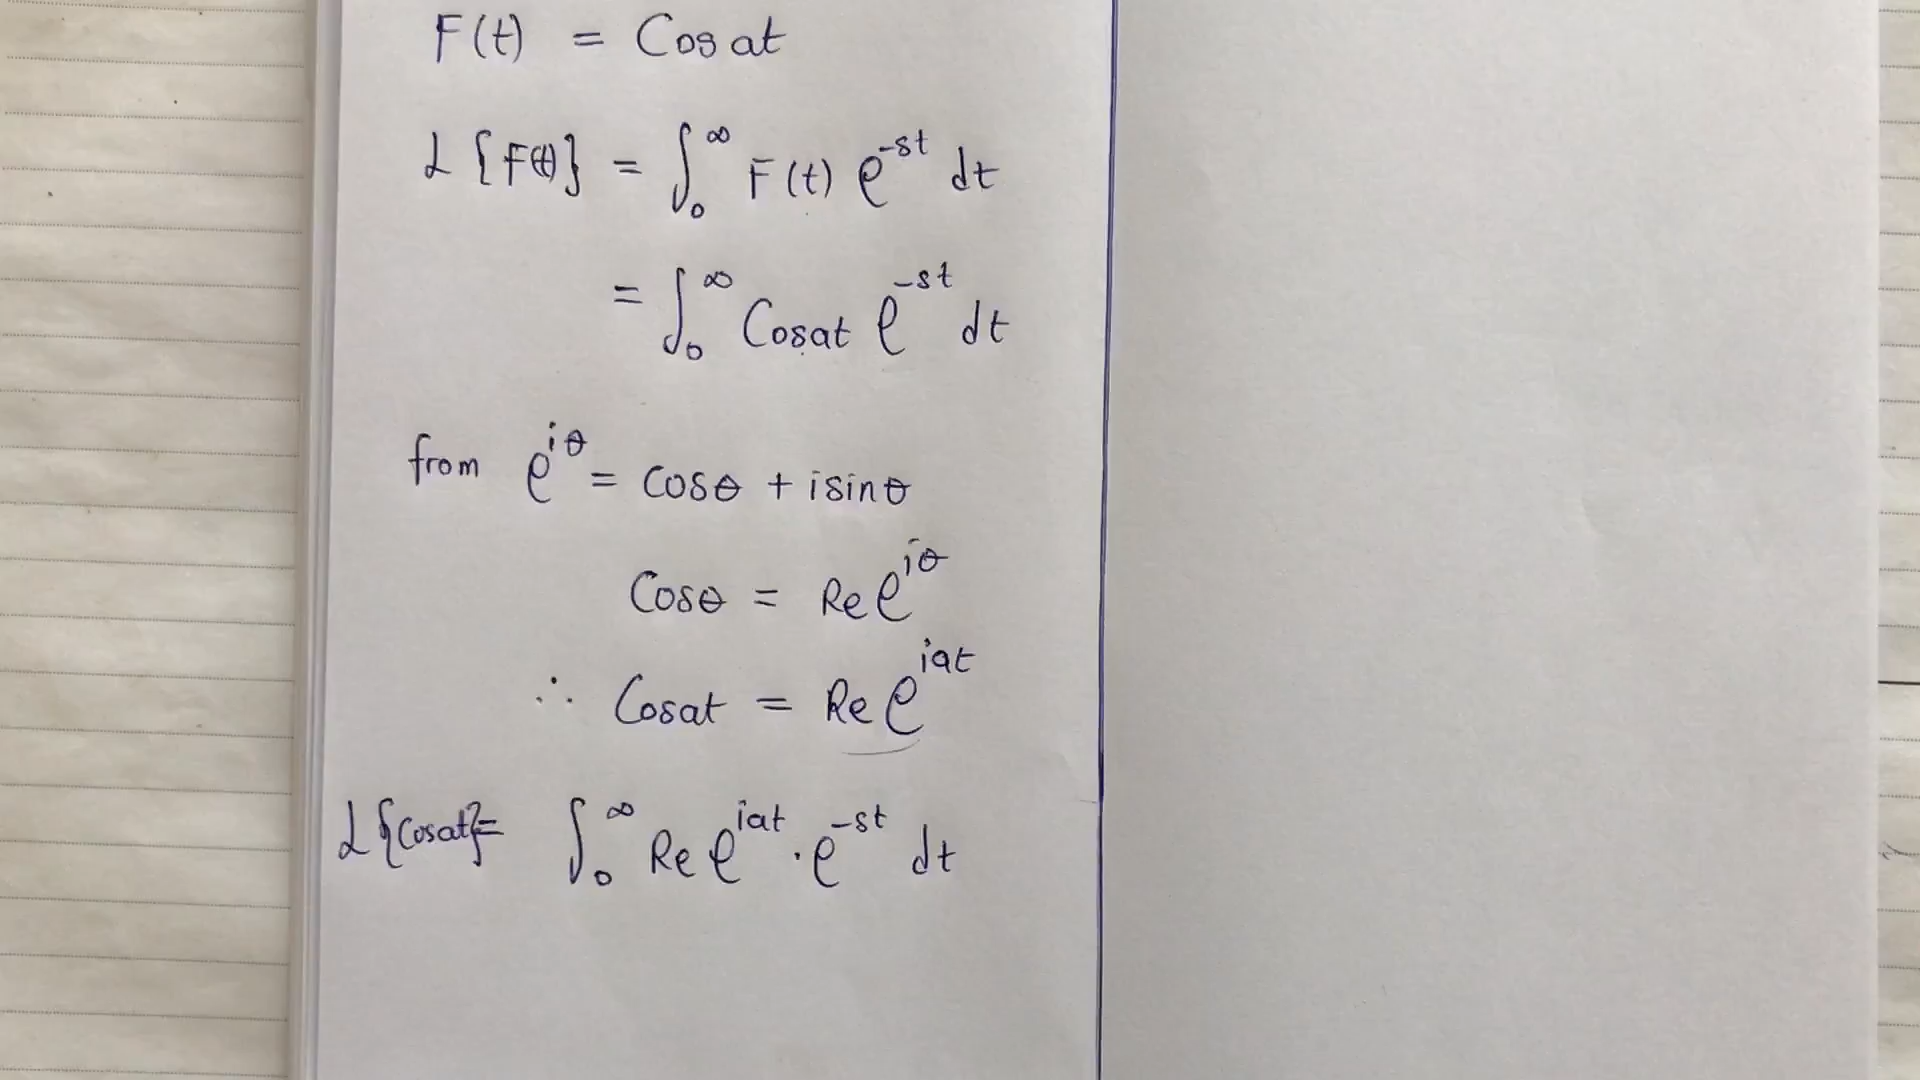 F(t) = Cos at
L{F(t)} = ∫₀^∞ F(t) e^-st dt
= ∫₀^∞ Cosat e^-st dt
from e^iθ = cosθ + isinθ
Cosθ = Re e^iθ
∴ Cosat = Re e^iat
L{Cosat} = ∫₀^∞ Re e^iat · e^-st dt